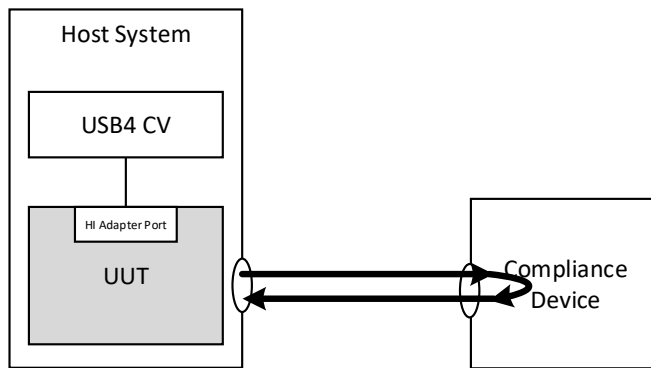 Host System
USB4 CV
HI Adapter Port
UUT
Compliance
Device